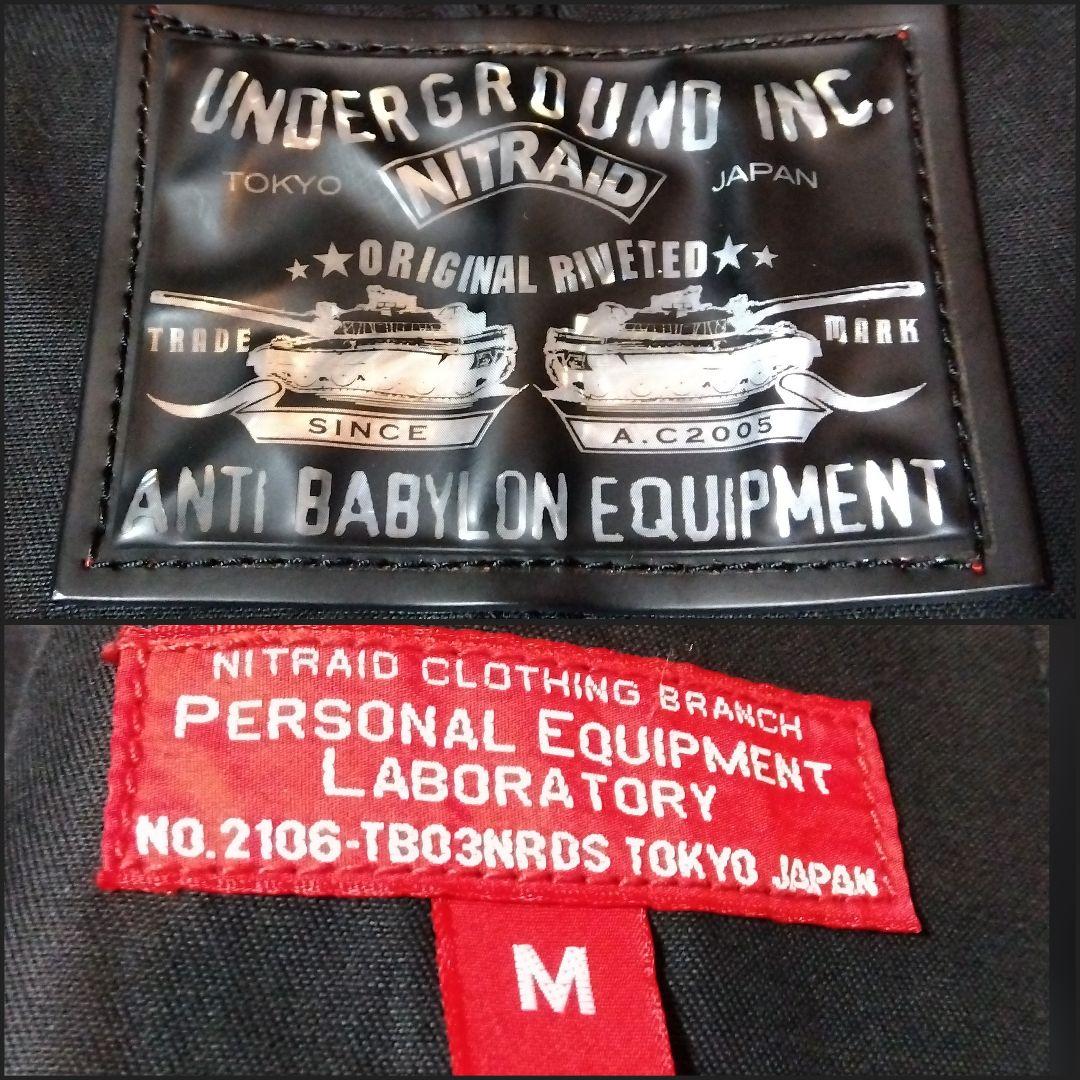 UNDERGROUND INC.
TOKYO NITRAID JAPAN
ORIGINAL RIVETED
TRADE MARK
SINCE A.C2005
ANTI BABYLON EQUIPMENT
NITRAID CLOTHING BRANCH
PERSONAL EQUIPMENT
LABORATORY
NO.2106-TB03NRDS TOKYO JAPAN
M